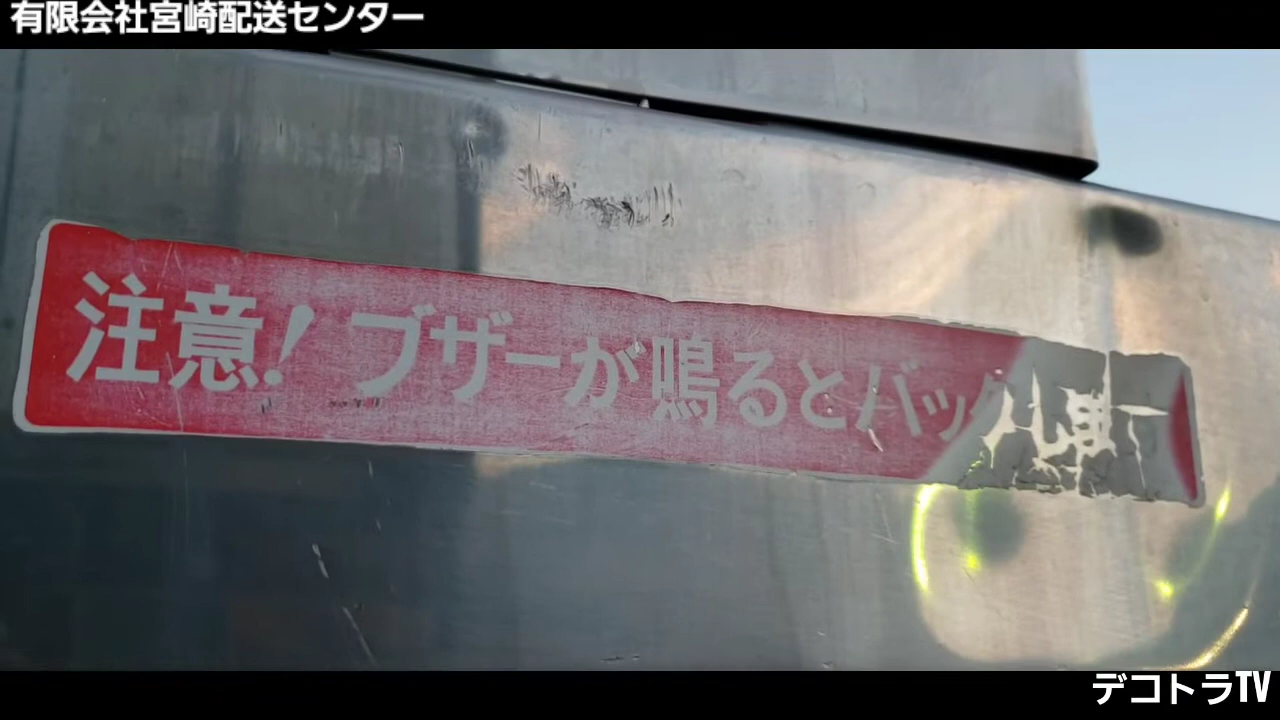 有限会社宮崎配送センター
注意!ブザーが鳴るとバック
デコトラTV